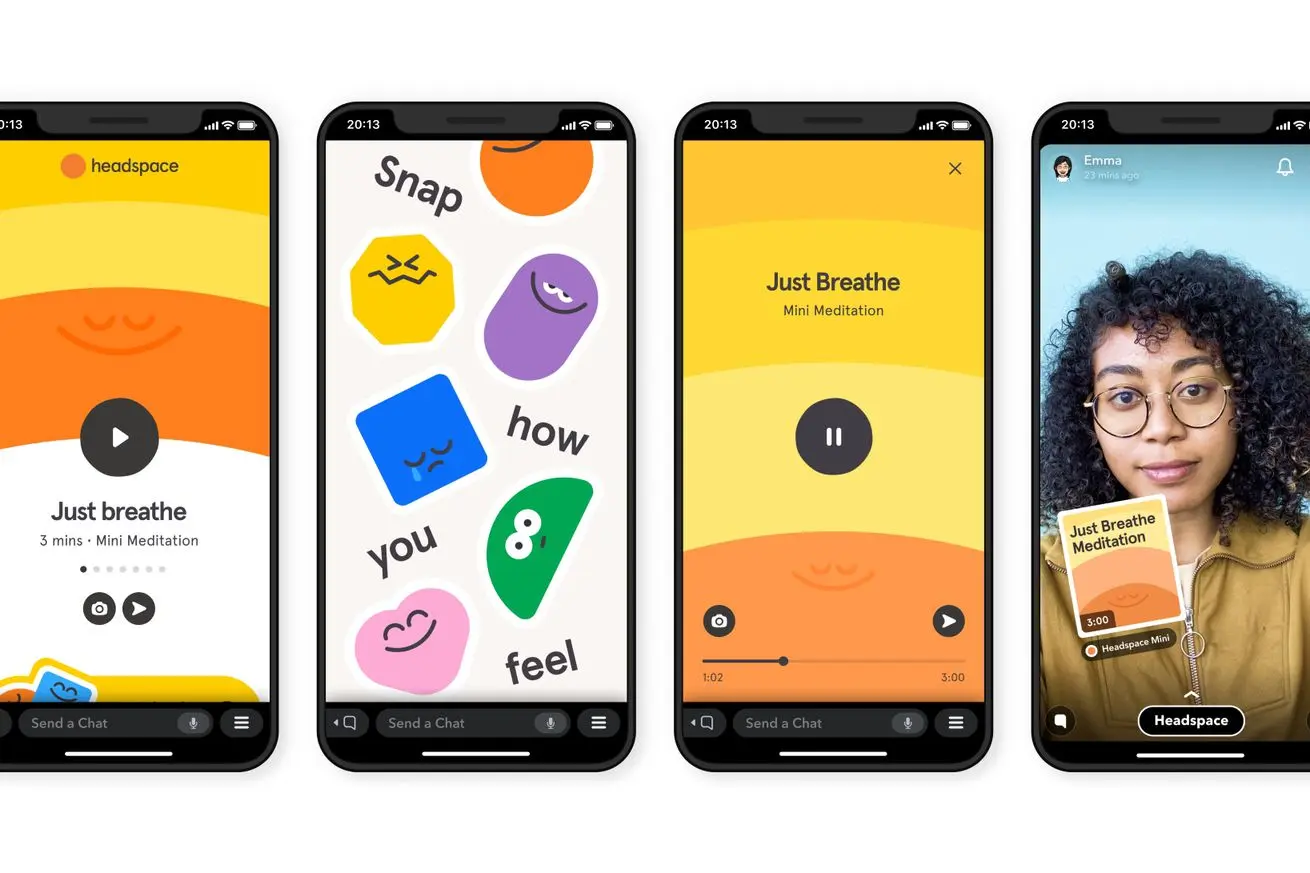 0:13
headspace
Just breathe
3 mins · Mini Meditation
Send a Chat
20:13
Snap
how
you
feel
Send a Chat
20:13
Just Breathe
Mini Meditation
1:02
3:00
Send a Chat
20:13
Emma
23 mins ago
Just Breathe
Meditation
3:00
Headspace Mini
Headspace